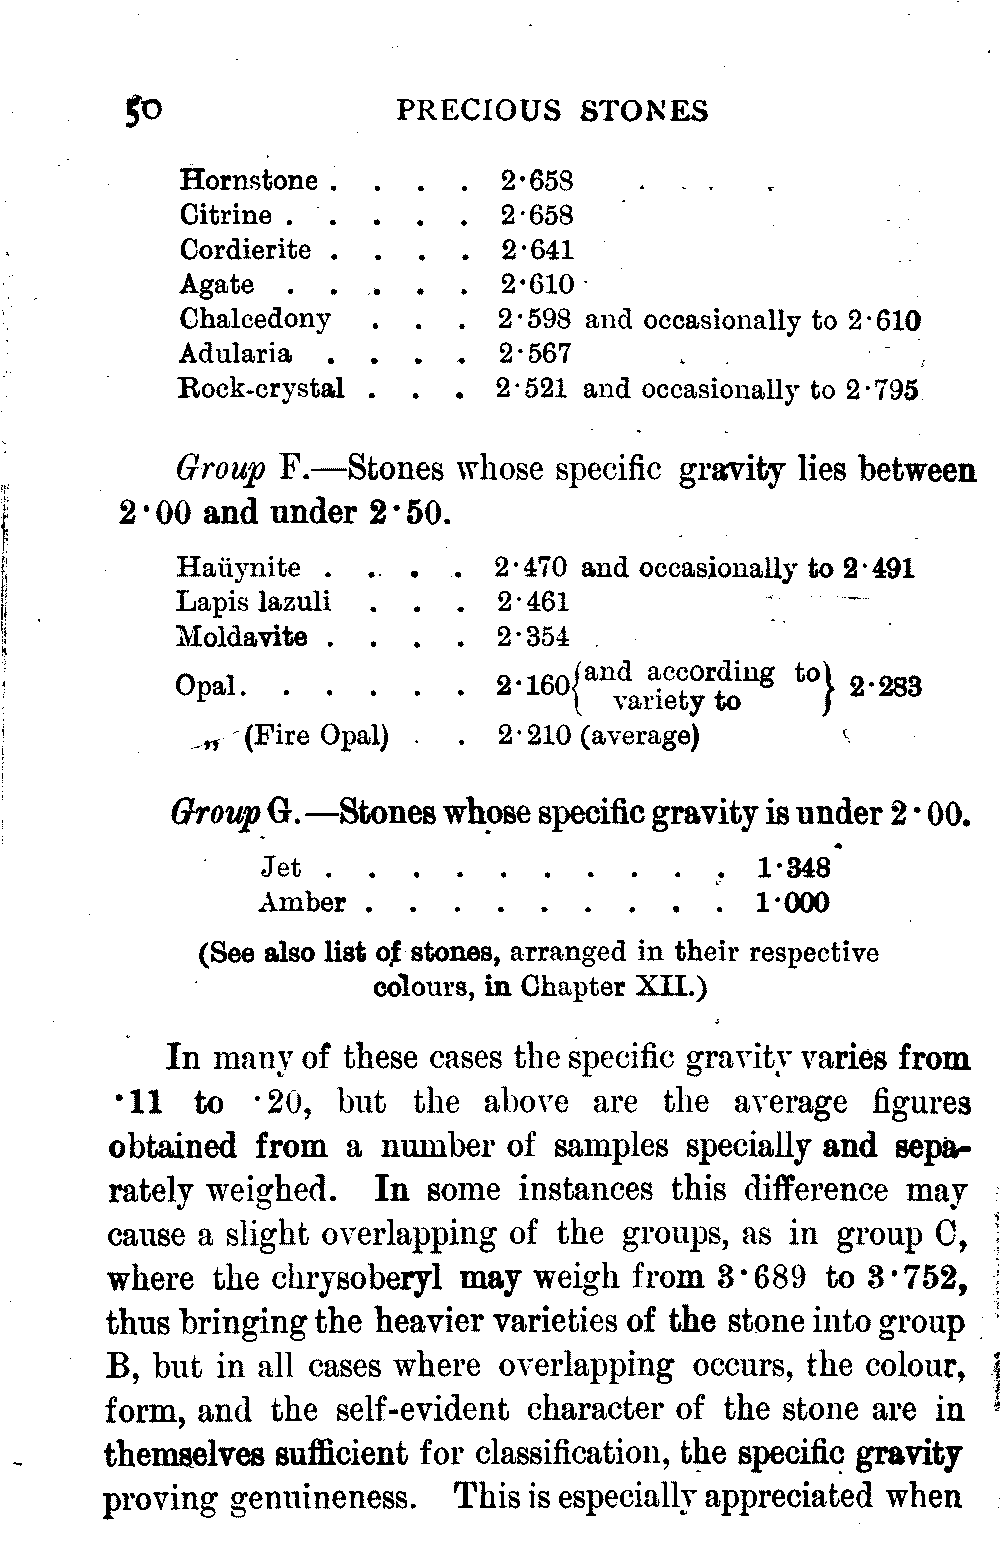 50 PRECIOUS STONES
Hornstone . . . . 2·658
Citrine . . . . . 2·658
Cordierite . . . . 2·641
Agate . . . . . 2·610
Chalcedony . . . 2·598 and occasionally to 2·610
Adularia . . . . 2·567
Rock-crystal . . . 2·521 and occasionally to 2·795
Group F.—Stones whose specific gravity lies between
2·00 and under 2·50.
Haüynite . . . . 2·470 and occasionally to 2·491
Lapis lazuli . . . 2·461
Moldavite . . . . 2·354
Opal. . . . . . 2·160 {and according to variety to} 2·283
„ (Fire Opal) . . 2·210 (average)
Group G.—Stones whose specific gravity is under 2·00.
Jet . . . . . . . . . . 1·348
Amber . . . . . . . . . 1·000
(See also list of stones, arranged in their respective
colours, in Chapter XII.)
In many of these cases the specific gravity varies from
·11 to ·20, but the above are the average figures
obtained from a number of samples specially and sepa-
rately weighed. In some instances this difference may
cause a slight overlapping of the groups, as in group C,
where the chrysoberyl may weigh from 3·689 to 3·752,
thus bringing the heavier varieties of the stone into group
B, but in all cases where overlapping occurs, the colour,
form, and the self-evident character of the stone are in
themselves sufficient for classification, the specific gravity
proving genuineness. This is especially appreciated when